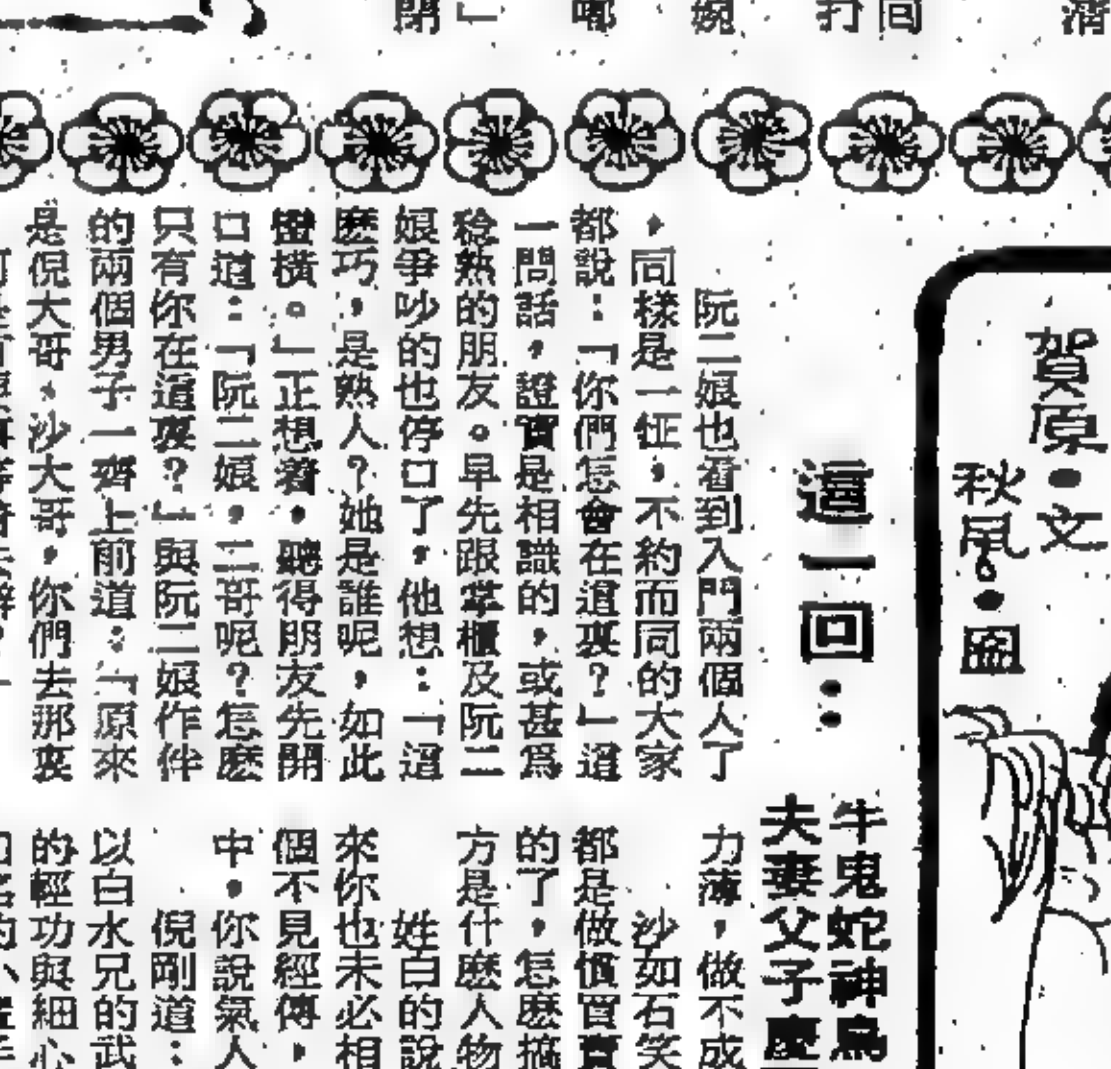 賀原·文
秋風·圖
這一回：
牛鬼蛇神鳥
夫妻父子慶
阮二娘也看到入門兩個人了
，同樣是一怔，不約而同的大家
都說：「你們怎會在這裏？」這
一問話，證實是相識的，或甚爲
稔熟的朋友。早先跟掌櫃及阮二
娘爭吵的也停口了，他想：「這
麽巧，是熟人？她是誰呢，如此
蠻橫。」正想着，聽得朋友先開
口道：「阮二娘，二哥呢？怎麽
只有你在這裏？」與阮二娘作伴
的兩個男子一齊上前道：「原來
是倪大哥、沙大哥，你們去那裏
力薄，做不成
沙如石笑
都是做慣買賣
的了，怎麽搞
方是什麽人物
姓白的說
來你也未必相
個不見經傳，
中，你說氣人
倪剛道：
以白水兄的武
的輕功與細心